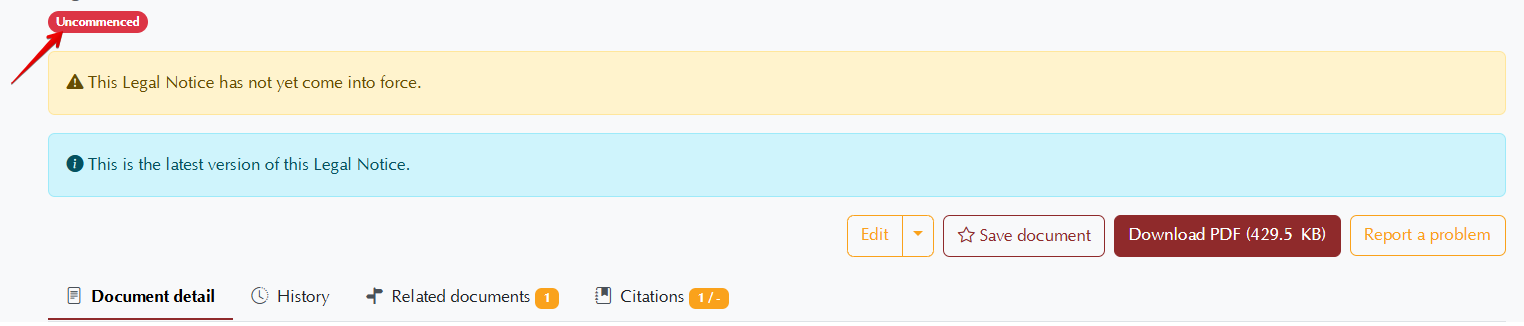 Uncommenced
This Legal Notice has not yet come into force.
This is the latest version of this Legal Notice.
Edit Save document Download PDF (429.5 KB) Report a problem
Document detail History Related documents 1 Citations 1 / -